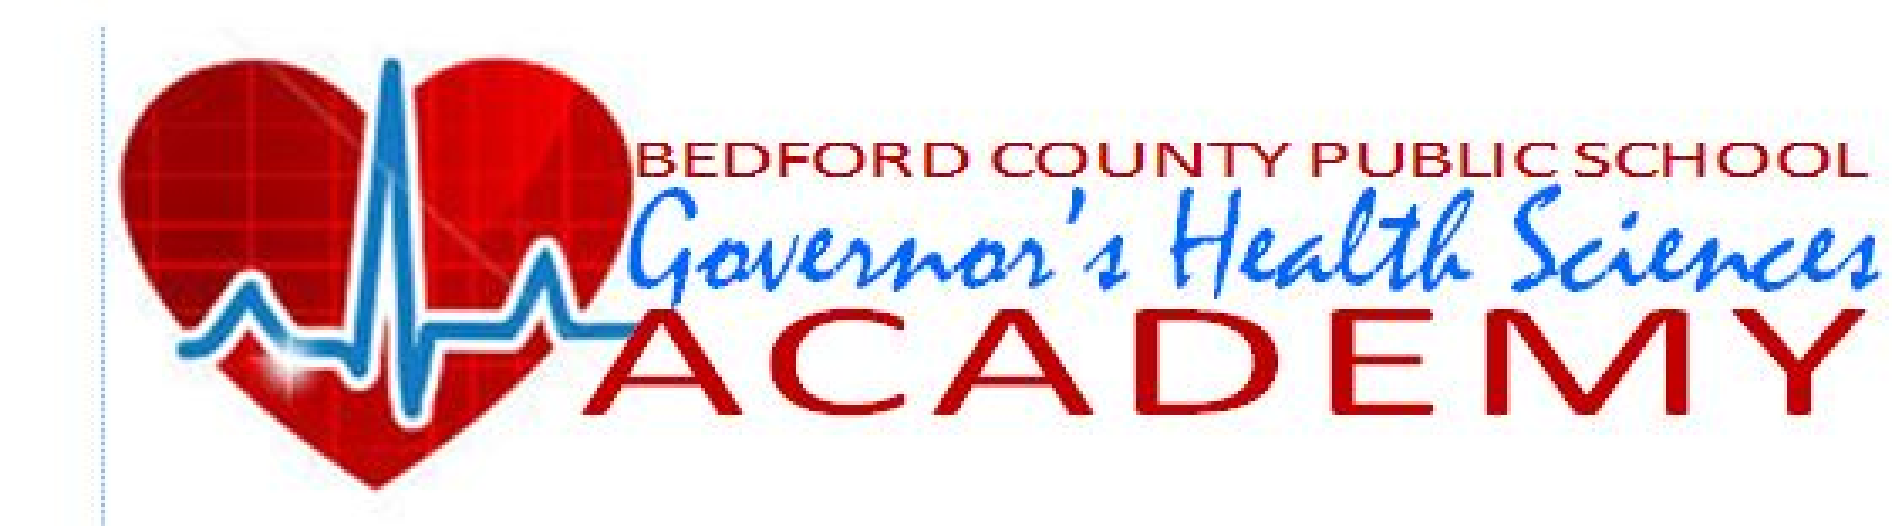 BEDFORD COUNTY PUBLIC SCHOOL
Governor's Health Sciences
ACADEMY